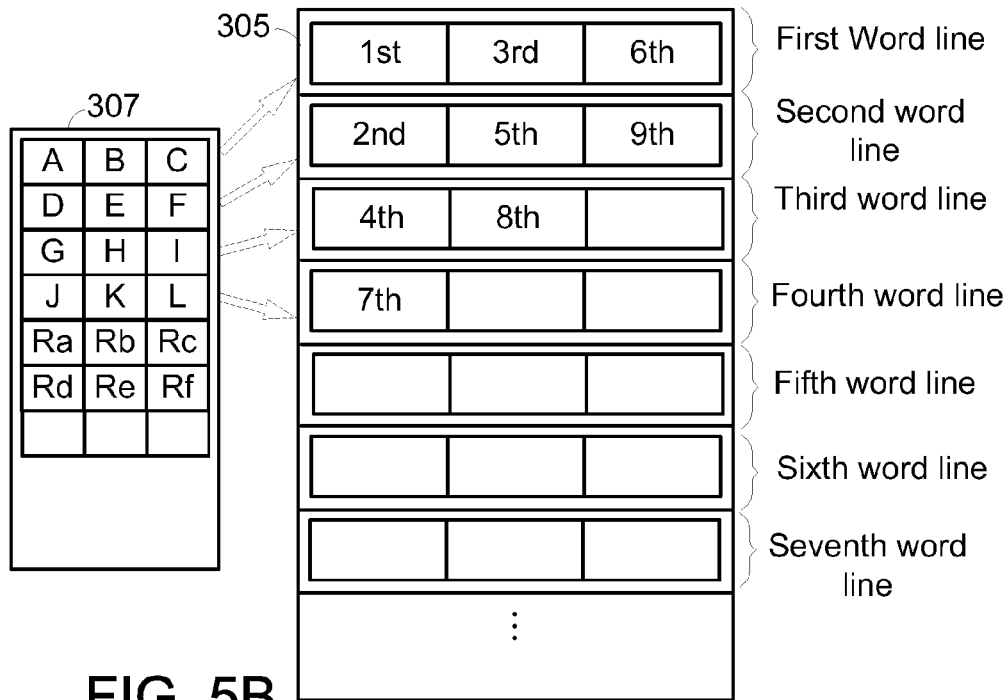 305
1st 3rd 6th
First Word line
2nd 5th 9th
Second word
line
4th 8th
Third word line
7th
Fourth word line
Fifth word line
Sixth word line
Seventh word
line
⋮
307
A B C
D E F
G H I
J K L
Ra Rb Rc
Rd Re Rf
FIG. 5B